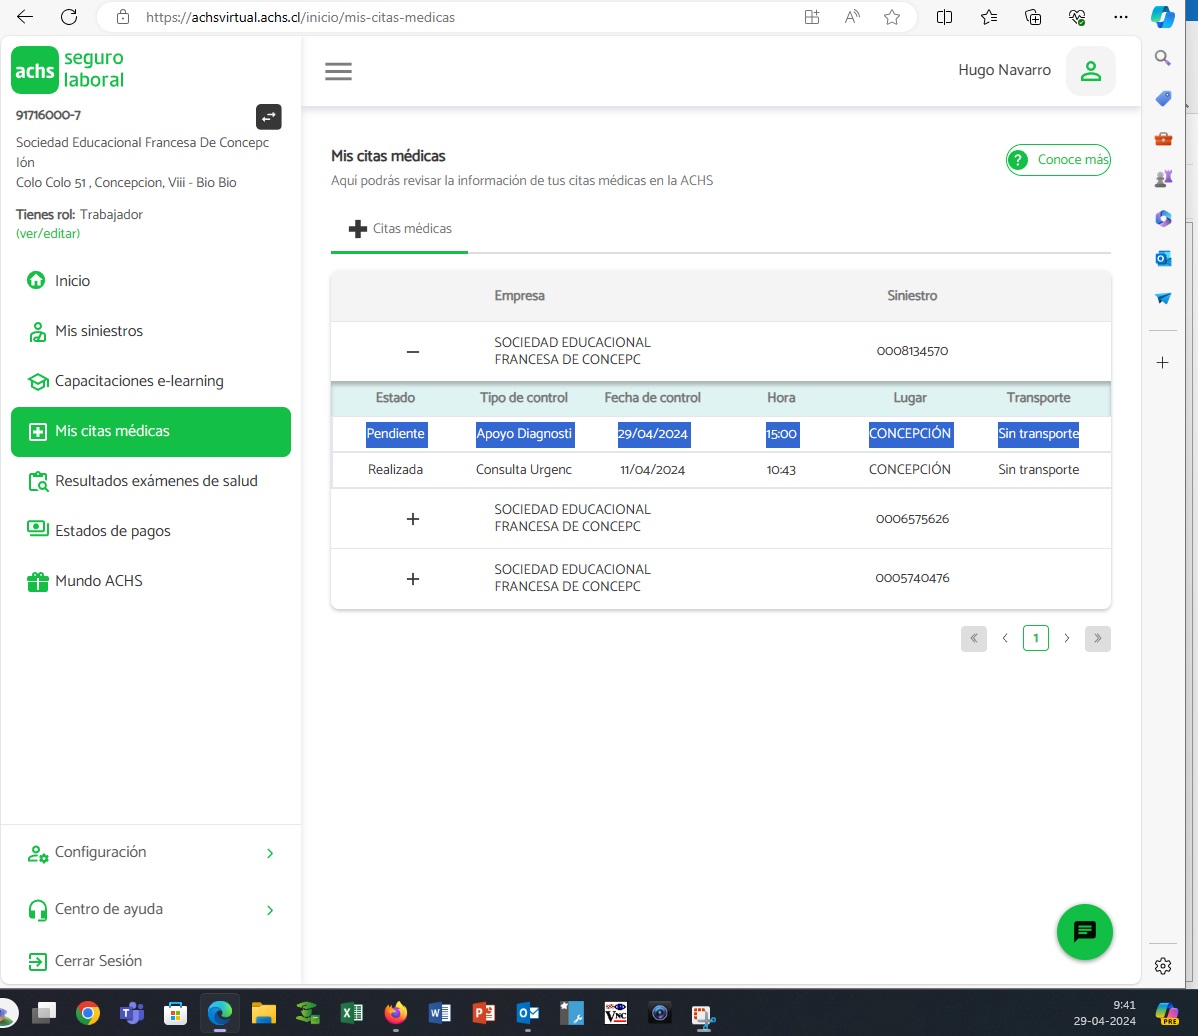 https://achsvirtual.achs.cl/inicio/mis-citas-medicas
achs seguro laboral
91716000-7
Sociedad Educacional Francesa De Concepc
Ión
Colo Colo 51 , Concepcion, Viii - Bio Bio
Tienes rol: Trabajador
(ver/editar)
Inicio
Mis siniestros
Capacitaciones e-learning
Mis citas médicas
Resultados exámenes de salud
Estados de pagos
Mundo ACHS
Configuración
Centro de ayuda
Cerrar Sesión
Hugo Navarro
Mis citas médicas
Aquí podrás revisar la información de tus citas médicas en la ACHS
? Conoce más
Citas médicas
Empresa Siniestro
SOCIEDAD EDUCACIONAL
FRANCESA DE CONCEPC
0008134570
Estado Tipo de control Fecha de control Hora Lugar Transporte
Pendiente Apoyo Diagnosti 29/04/2024 15:00 CONCEPCIÓN Sin transporte
Realizada Consulta Urgenc 11/04/2024 10:43 CONCEPCIÓN Sin transporte
SOCIEDAD EDUCACIONAL
FRANCESA DE CONCEPC
0006575626
SOCIEDAD EDUCACIONAL
FRANCESA DE CONCEPC
0005740476
« ‹ 1 › »
9:41
29-04-2024
PRE